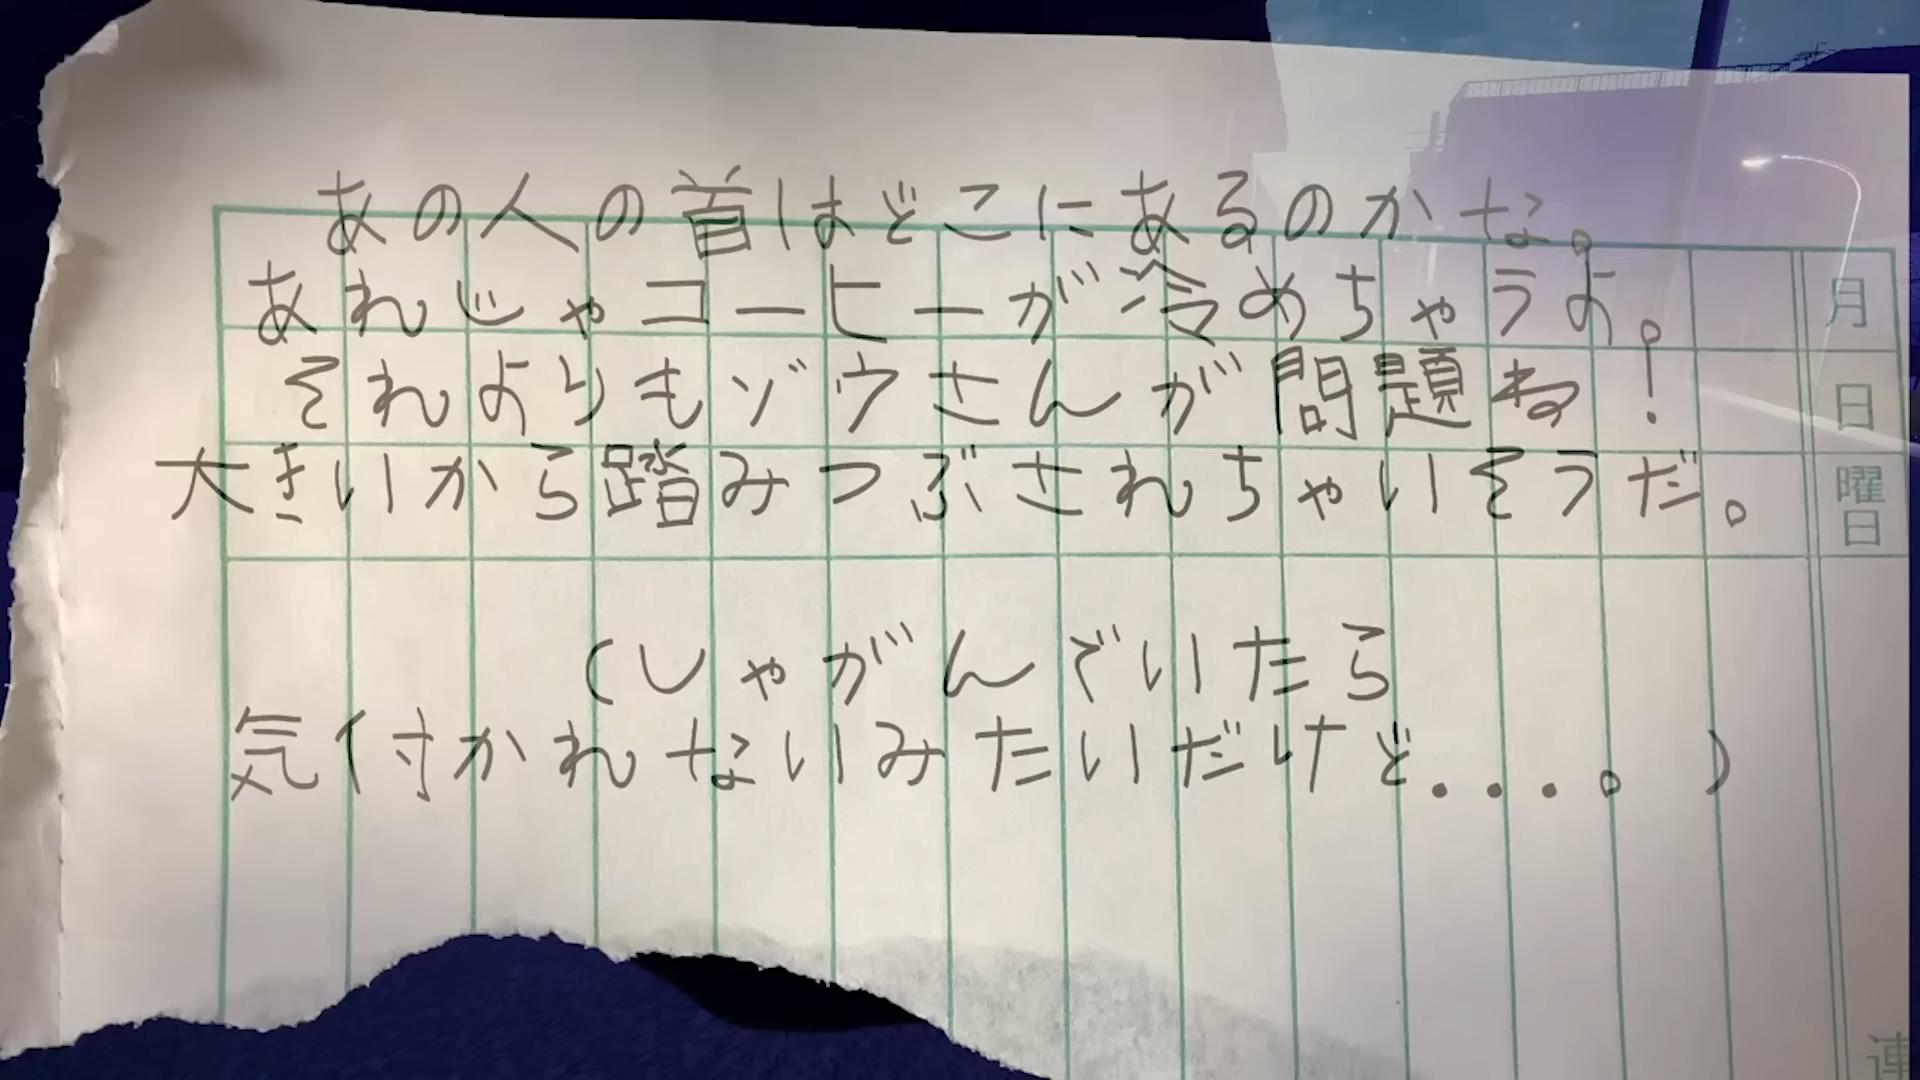 あの人の首はどこにあるのかな。
あれじゃコーヒーが冷めちゃうよ。
それよりもゾウさんが問題ね！
大きいから踏みつぶされちゃいそうだ。
（しゃがんでいたら
気付かれないみたいだけど...。）
月
日
曜日
連